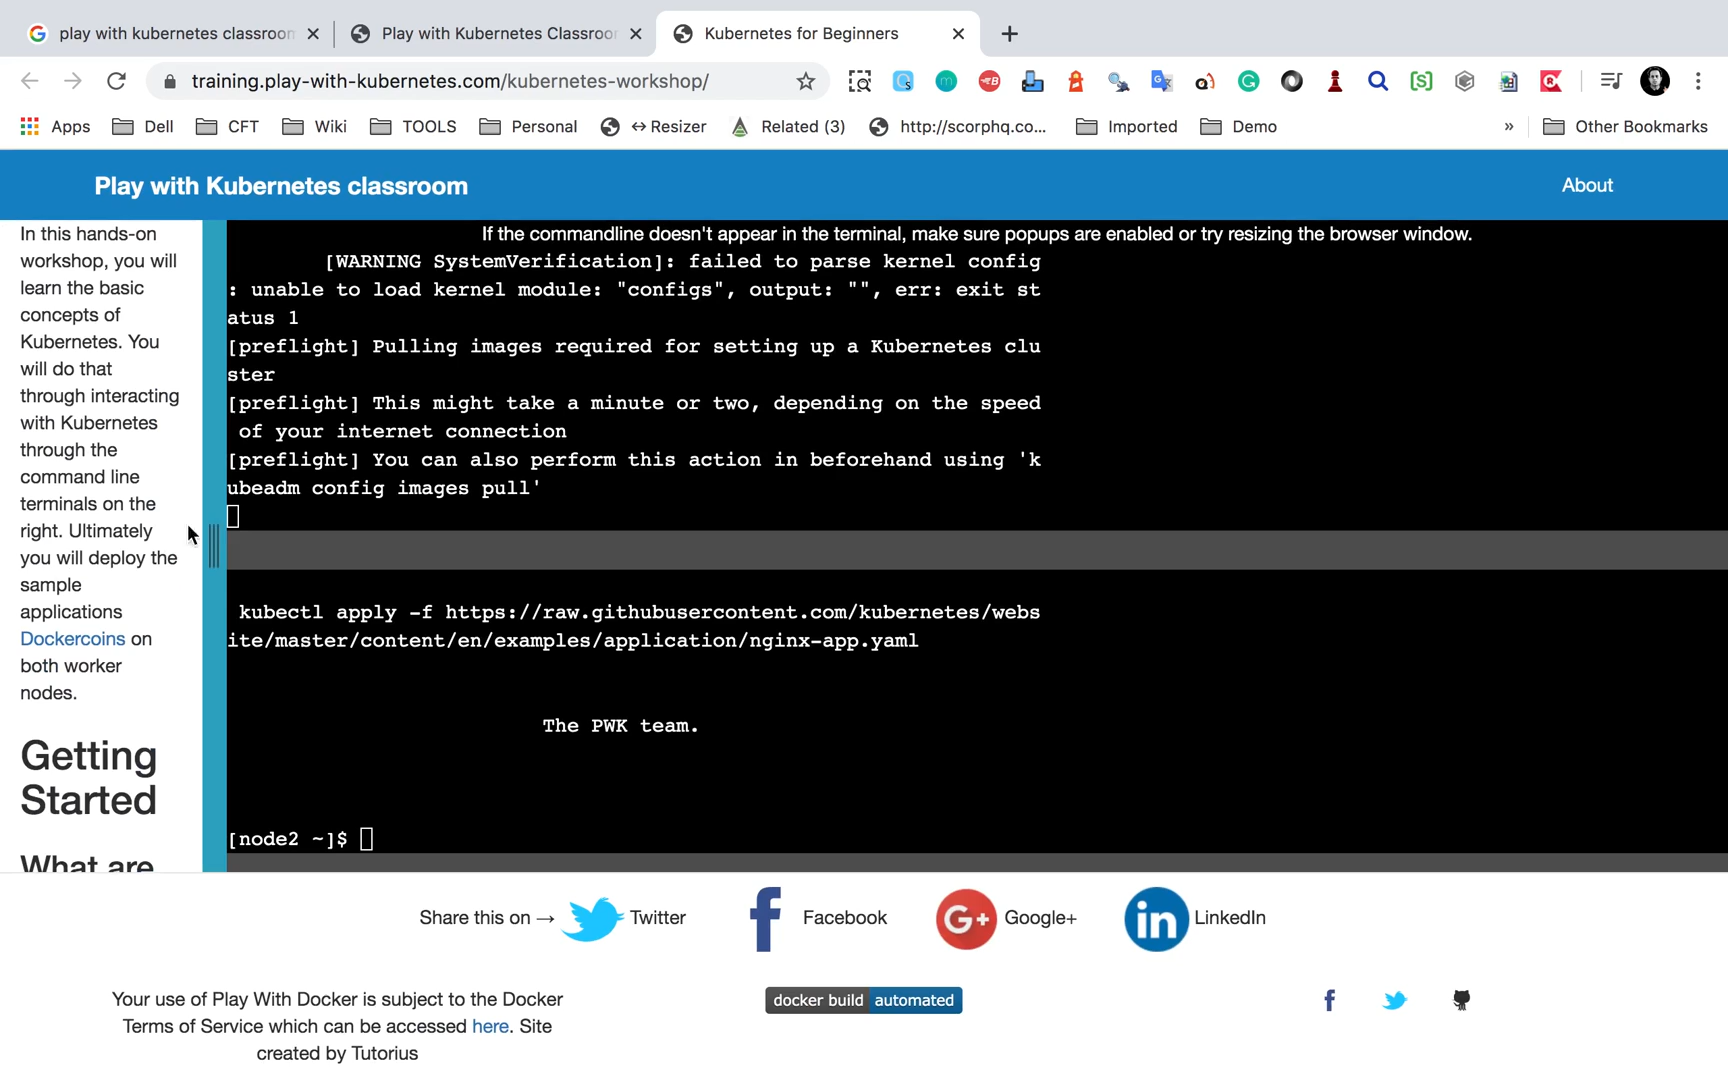 play with kubernetes classroom
Play with Kubernetes Classroo
Kubernetes for Beginners
training.play-with-kubernetes.com/kubernetes-workshop/
Apps
Dell
CFT
Wiki
TOOLS
Personal
↔Resizer
Related (3)
http://scorphq.co...
Imported
Demo
»
Other Bookmarks
Play with Kubernetes classroom
About
In this hands-on
workshop, you will
learn the basic
concepts of
Kubernetes. You
will do that
through interacting
with Kubernetes
through the
command line
terminals on the
right. Ultimately
you will deploy the
sample
applications
Dockercoins on
both worker
nodes.
Getting
Started
What are
If the commandline doesn't appear in the terminal, make sure popups are enabled or try resizing the browser window.
[WARNING SystemVerification]: failed to parse kernel config
: unable to load kernel module: "configs", output: "", err: exit st
atus 1
[preflight] Pulling images required for setting up a Kubernetes clu
ster
[preflight] This might take a minute or two, depending on the speed
of your internet connection
[preflight] You can also perform this action in beforehand using 'k
ubeadm config images pull'
kubectl apply -f https://raw.githubusercontent.com/kubernetes/webs
ite/master/content/en/examples/application/nginx-app.yaml
The PWK team.
[node2 ~]$
Share this on → Twitter
Facebook
G+ Google+
in LinkedIn
Your use of Play With Docker is subject to the Docker
Terms of Service which can be accessed here. Site
created by Tutorius
docker build automated